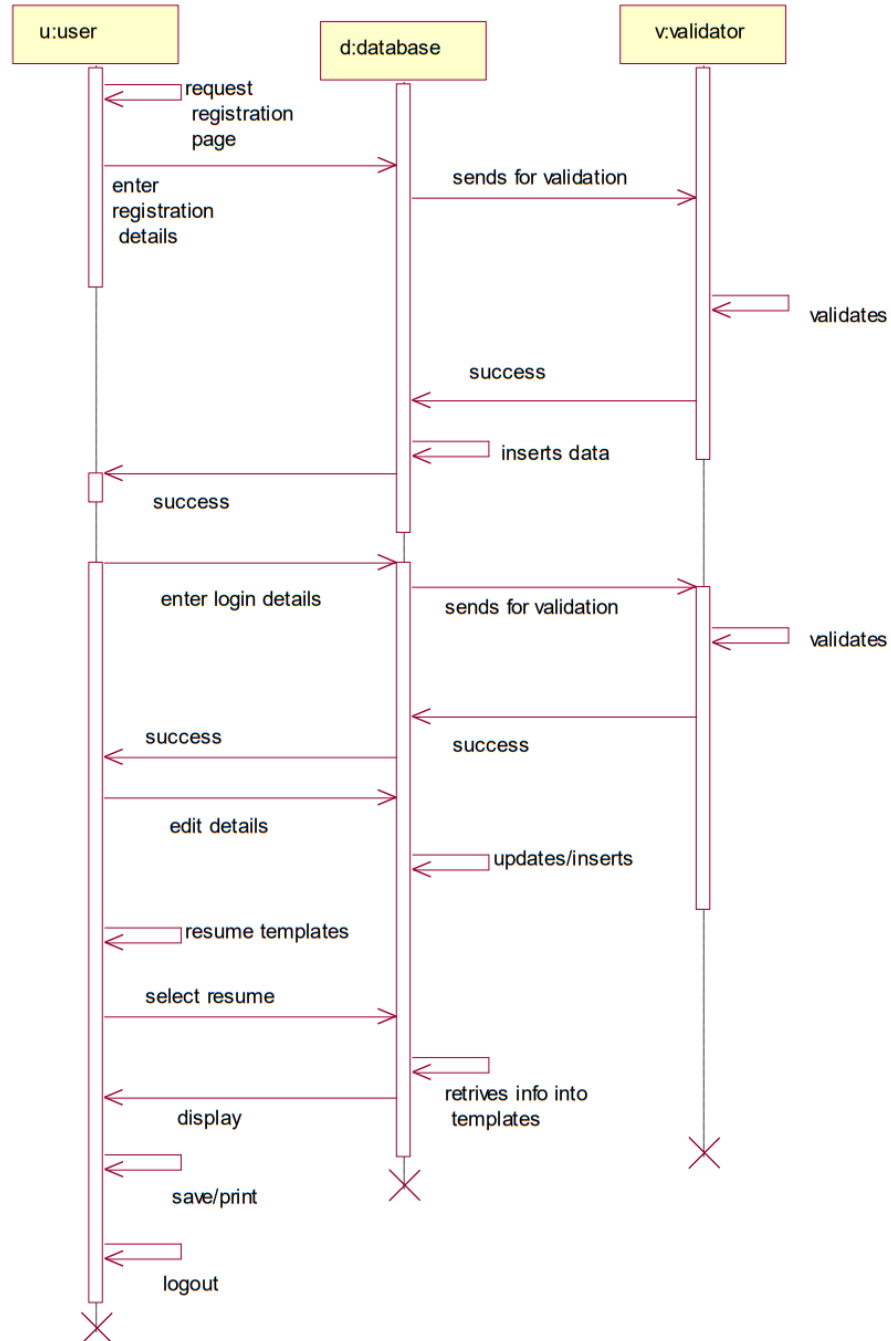 u:user
d:database
v:validator
request
registration
page
enter
registration
details
sends for validation
validates
success
inserts data
success
enter login details
sends for validation
validates
success
success
edit details
updates/inserts
resume templates
select resume
retrives info into
templates
display
save/print
logout